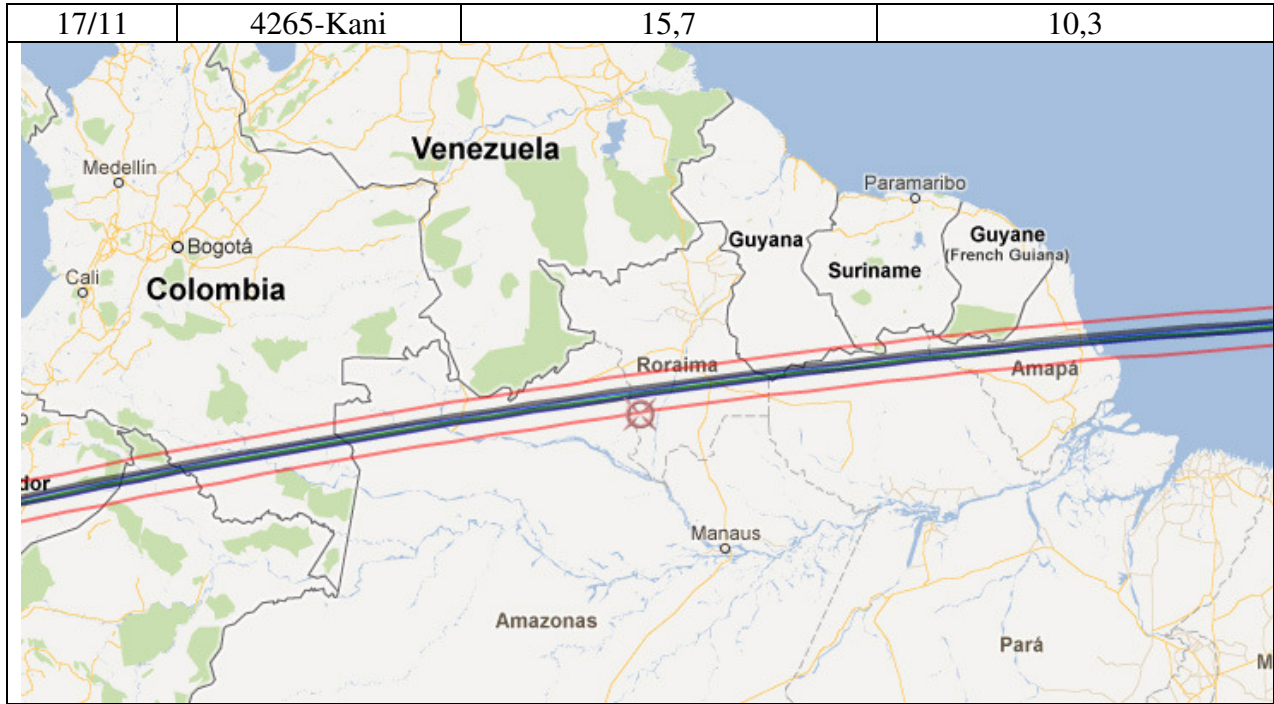 17/11 4265-Kani 15,7 10,3
Venezuela
Medellín
Paramaribo
Bogotá
Guyana
Guyane
(French Guiana)
Suriname
Cali
Colombia
Roraima
Amapá
dor
Manaus
Amazonas
Pará
M